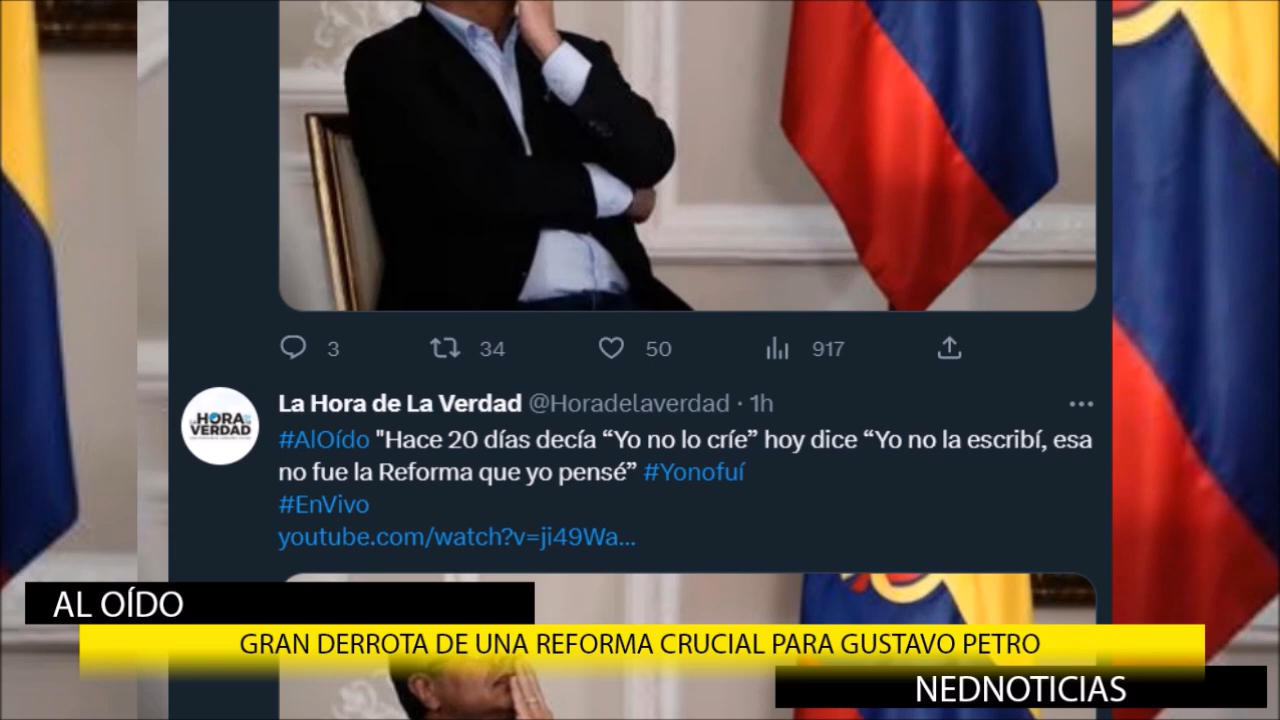 3 34 50 917
La Hora de La Verdad @Horadelaverdad · 1h
#AlOído "Hace 20 días decía “Yo no lo críe” hoy dice “Yo no la escribí, esa
no fue la Reforma que yo pensé” #Yonofuí
#EnVivo
youtube.com/watch?v=ji49Wa...
HORA
VERDAD
AL OÍDO
GRAN DERROTA DE UNA REFORMA CRUCIAL PARA GUSTAVO PETRO
NEDNOTICIAS